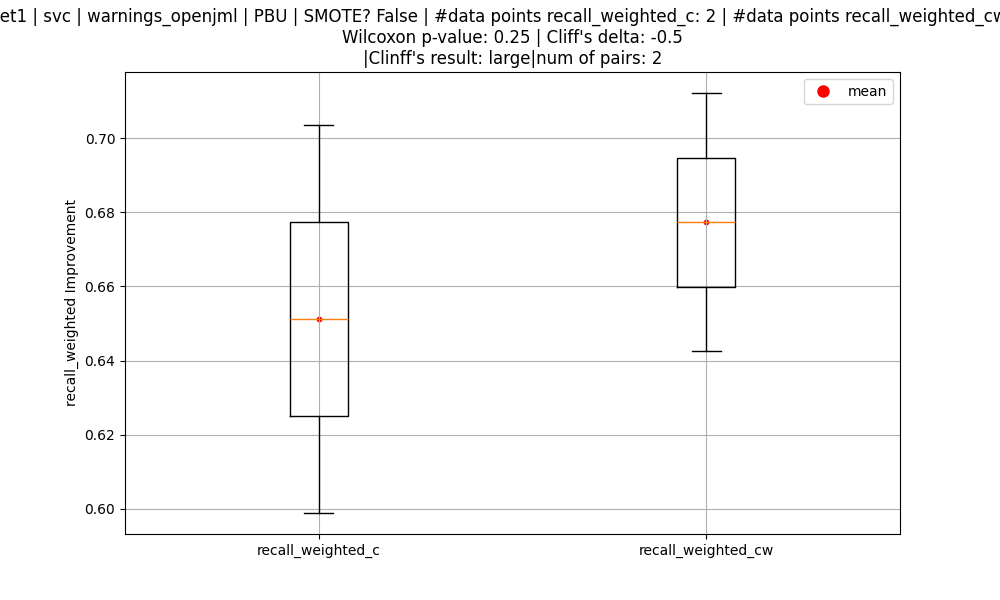 et1 | svc | warnings_openjml | PBU | SMOTE? False | #data points recall_weighted_c: 2 | #data points recall_weighted_cw
Wilcoxon p-value: 0.25 | Cliff's delta: -0.5
|Clinff's result: large|num of pairs: 2
mean
0.70
0.68
0.66
0.64
0.62
0.60
recall_weighted Improvement
recall_weighted_c
recall_weighted_cw